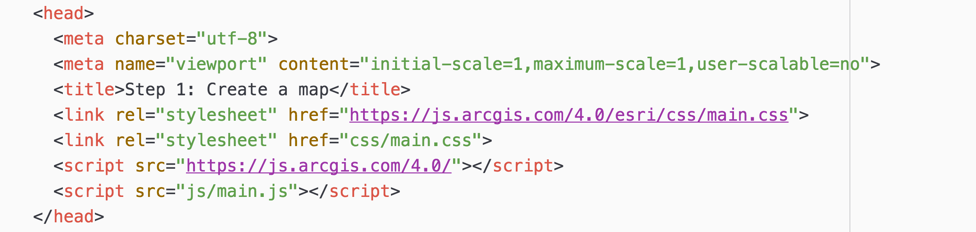 <head>
<meta charset="utf-8">
<meta name="viewport" content="initial-scale=1,maximum-scale=1,user-scalable=no">
<title>Step 1: Create a map</title>
<link rel="stylesheet" href="https://js.arcgis.com/4.0/esri/css/main.css">
<link rel="stylesheet" href="css/main.css">
<script src="https://js.arcgis.com/4.0/"></script>
<script src="js/main.js"></script>
</head>